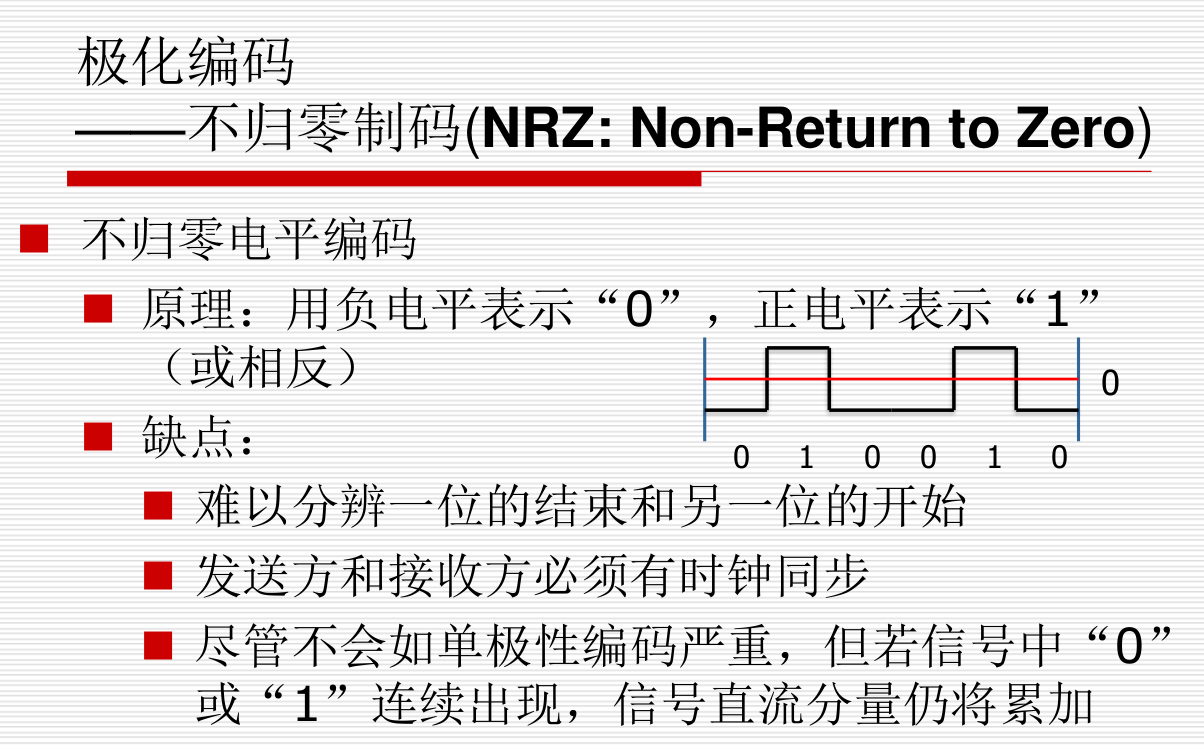 极化编码
——不归零制码(NRZ: Non-Return to Zero)
不归零电平编码
原理：用负电平表示“0”，正电平表示“1”
（或相反）
0
缺点：
0 1 0 0 1 0
难以分辨一位的结束和另一位的开始
发送方和接收方必须有时钟同步
尽管不会如单极性编码严重，但若信号中“0”
或“1”连续出现，信号直流分量仍将累加